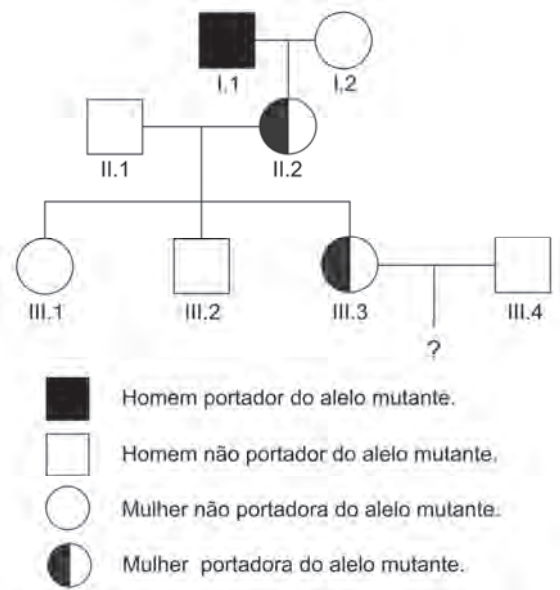 I.1 I.2
II.1 II.2
III.1 III.2 III.3 III.4
?
Homem portador do alelo mutante.
Homem não portador do alelo mutante.
Mulher não portadora do alelo mutante.
Mulher portadora do alelo mutante.